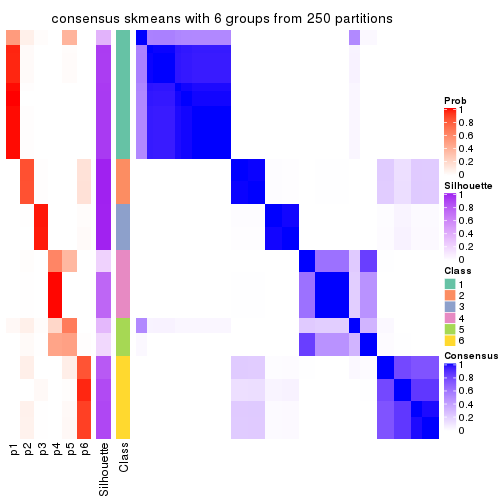 consensus skmeans with 6 groups from 250 partitions
Prob
1
0.8
0.6
0.4
0.2
0
Silhouette
1
0.8
0.6
0.4
0.2
0
Class
1
2
3
4
5
6
Consensus
1
0.8
0.6
0.4
0.2
0
p1
p2
p3
p4
p5
p6
Silhouette
Class